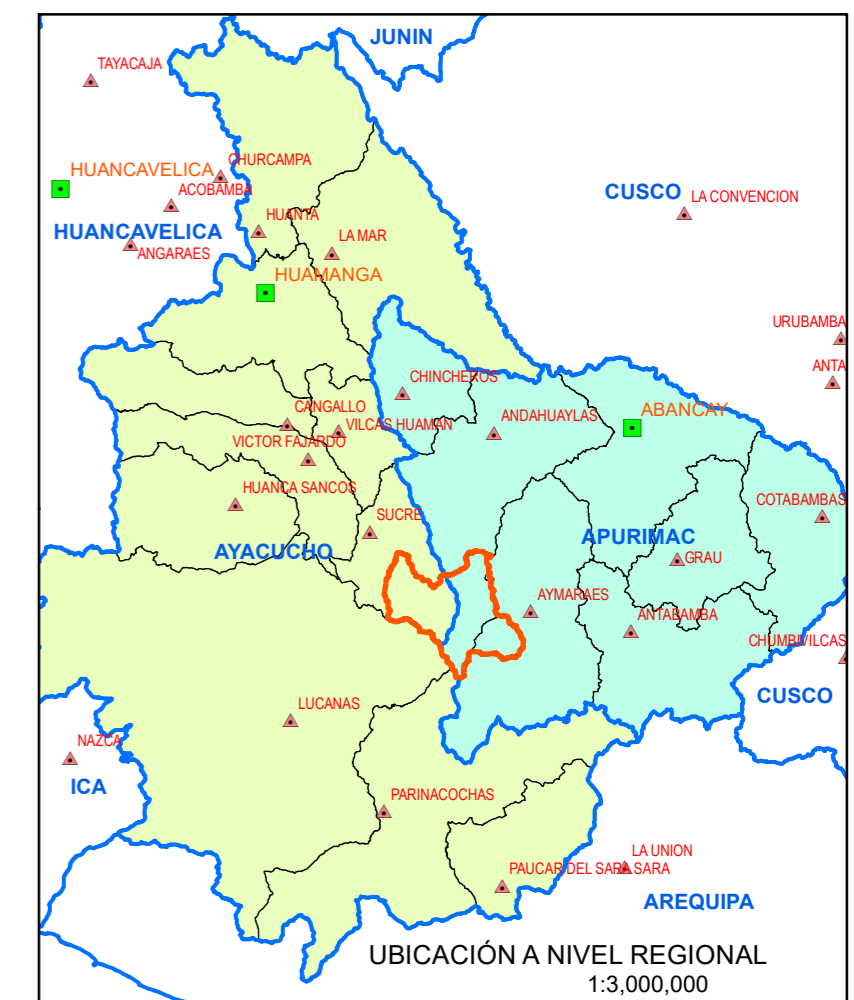 JUNIN
TAYACAJA
HUANCAVELICA
CHURCAMPA
ACOBAMBA
CUSCO
LA CONVENCION
HUANTA
HUANCAVELICA
LA MAR
ANGARAES
HUAMANGA
URUBAMBA
ANTA
CHINCHEROS
CANGALLO
ANDAHUAYLAS
ABANCAY
VILCAS HUAMAN
VICTOR FAJARDO
HUANCA SANCOS
COTABAMBAS
SUCRE
APURIMAC
AYACUCHO
GRAU
AYMARAES
ANTABAMBA
CHUMBIVILCAS
CUSCO
LUCANAS
NAZCA
ICA
PARINACOCHAS
LA UNION
PAUCAR DEL SARA SARA
AREQUIPA
UBICACIÓN A NIVEL REGIONAL
1:3,000,000